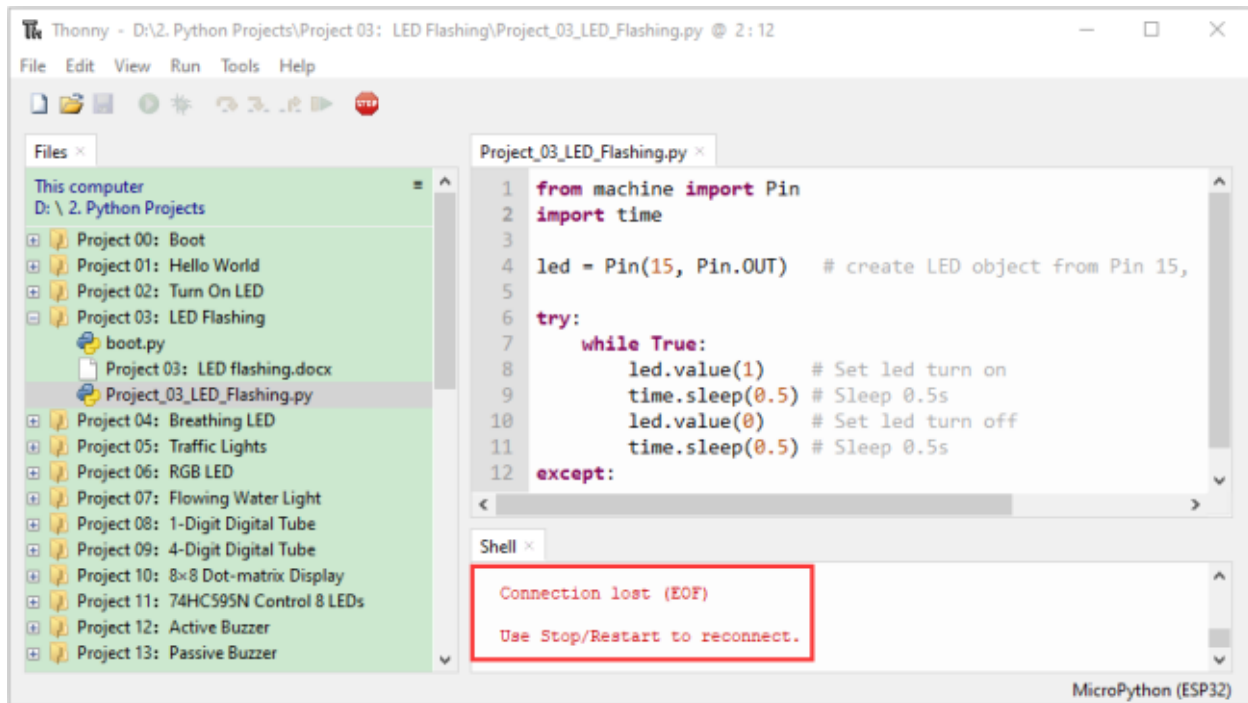 Thonny - D:\2. Python Projects\Project 03: LED Flashing\Project_03_LED_Flashing.py @ 2:12
File Edit View Run Tools Help
STOP
Files
This computer
D: \ 2. Python Projects
Project 00: Boot
Project 01: Hello World
Project 02: Turn On LED
Project 03: LED Flashing
boot.py
Project 03: LED flashing.docx
Project_03_LED_Flashing.py
Project 04: Breathing LED
Project 05: Traffic Lights
Project 06: RGB LED
Project 07: Flowing Water Light
Project 08: 1-Digit Digital Tube
Project 09: 4-Digit Digital Tube
Project 10: 8×8 Dot-matrix Display
Project 11: 74HC595N Control 8 LEDs
Project 12: Active Buzzer
Project 13: Passive Buzzer
Project_03_LED_Flashing.py
1 from machine import Pin
2 import time
3
4 led = Pin(15, Pin.OUT)   # create LED object from Pin 15,
5
6 try:
7     while True:
8         led.value(1)    # Set led turn on
9         time.sleep(0.5) # Sleep 0.5s
10         led.value(0)    # Set led turn off
11         time.sleep(0.5) # Sleep 0.5s
12 except:
Shell
Connection lost (EOF)
Use Stop/Restart to reconnect.
MicroPython (ESP32)